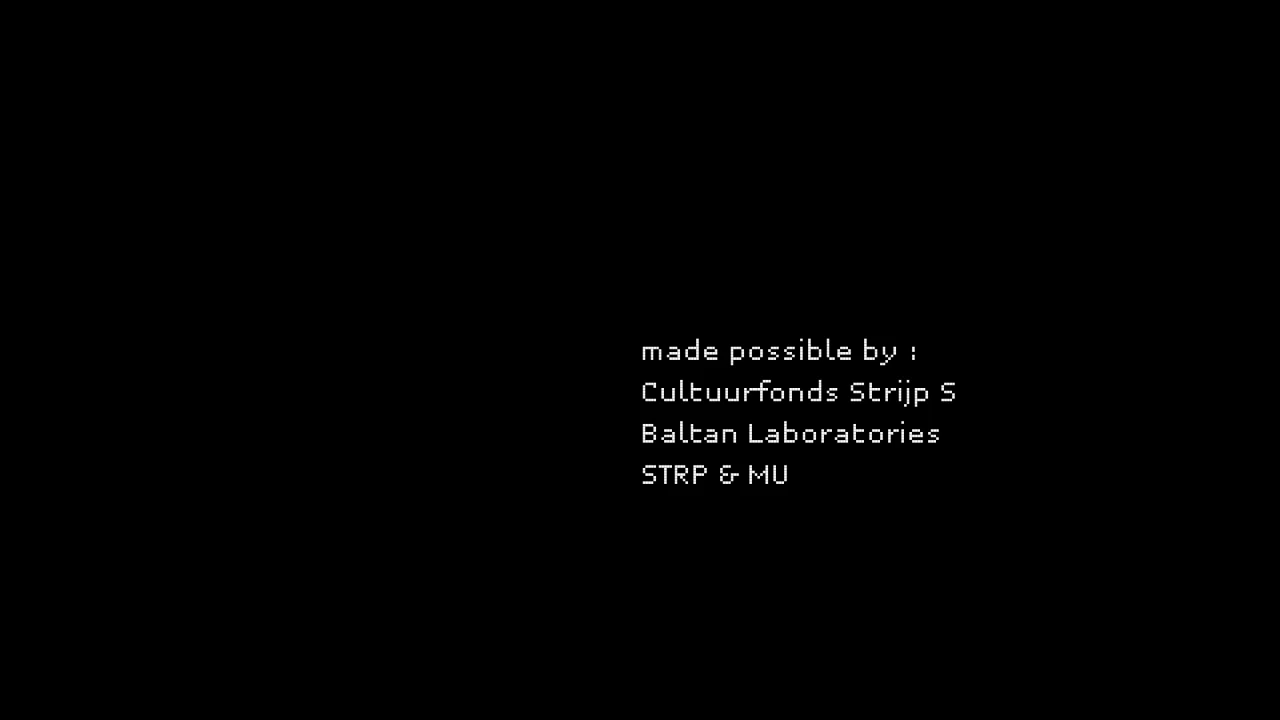 made possible by :
Cultuurfonds Strijp S
Baltan Laboratories
STRP & MU